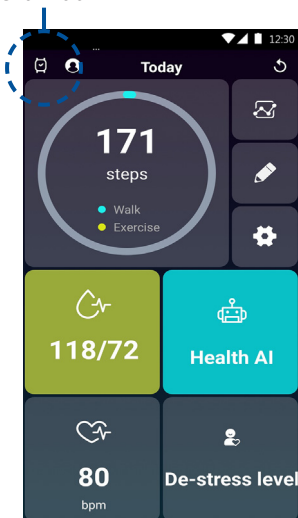 12:30
...
Today
171
steps
Walk
Exercise
118/72
Health AI
80
bpm
De-stress level